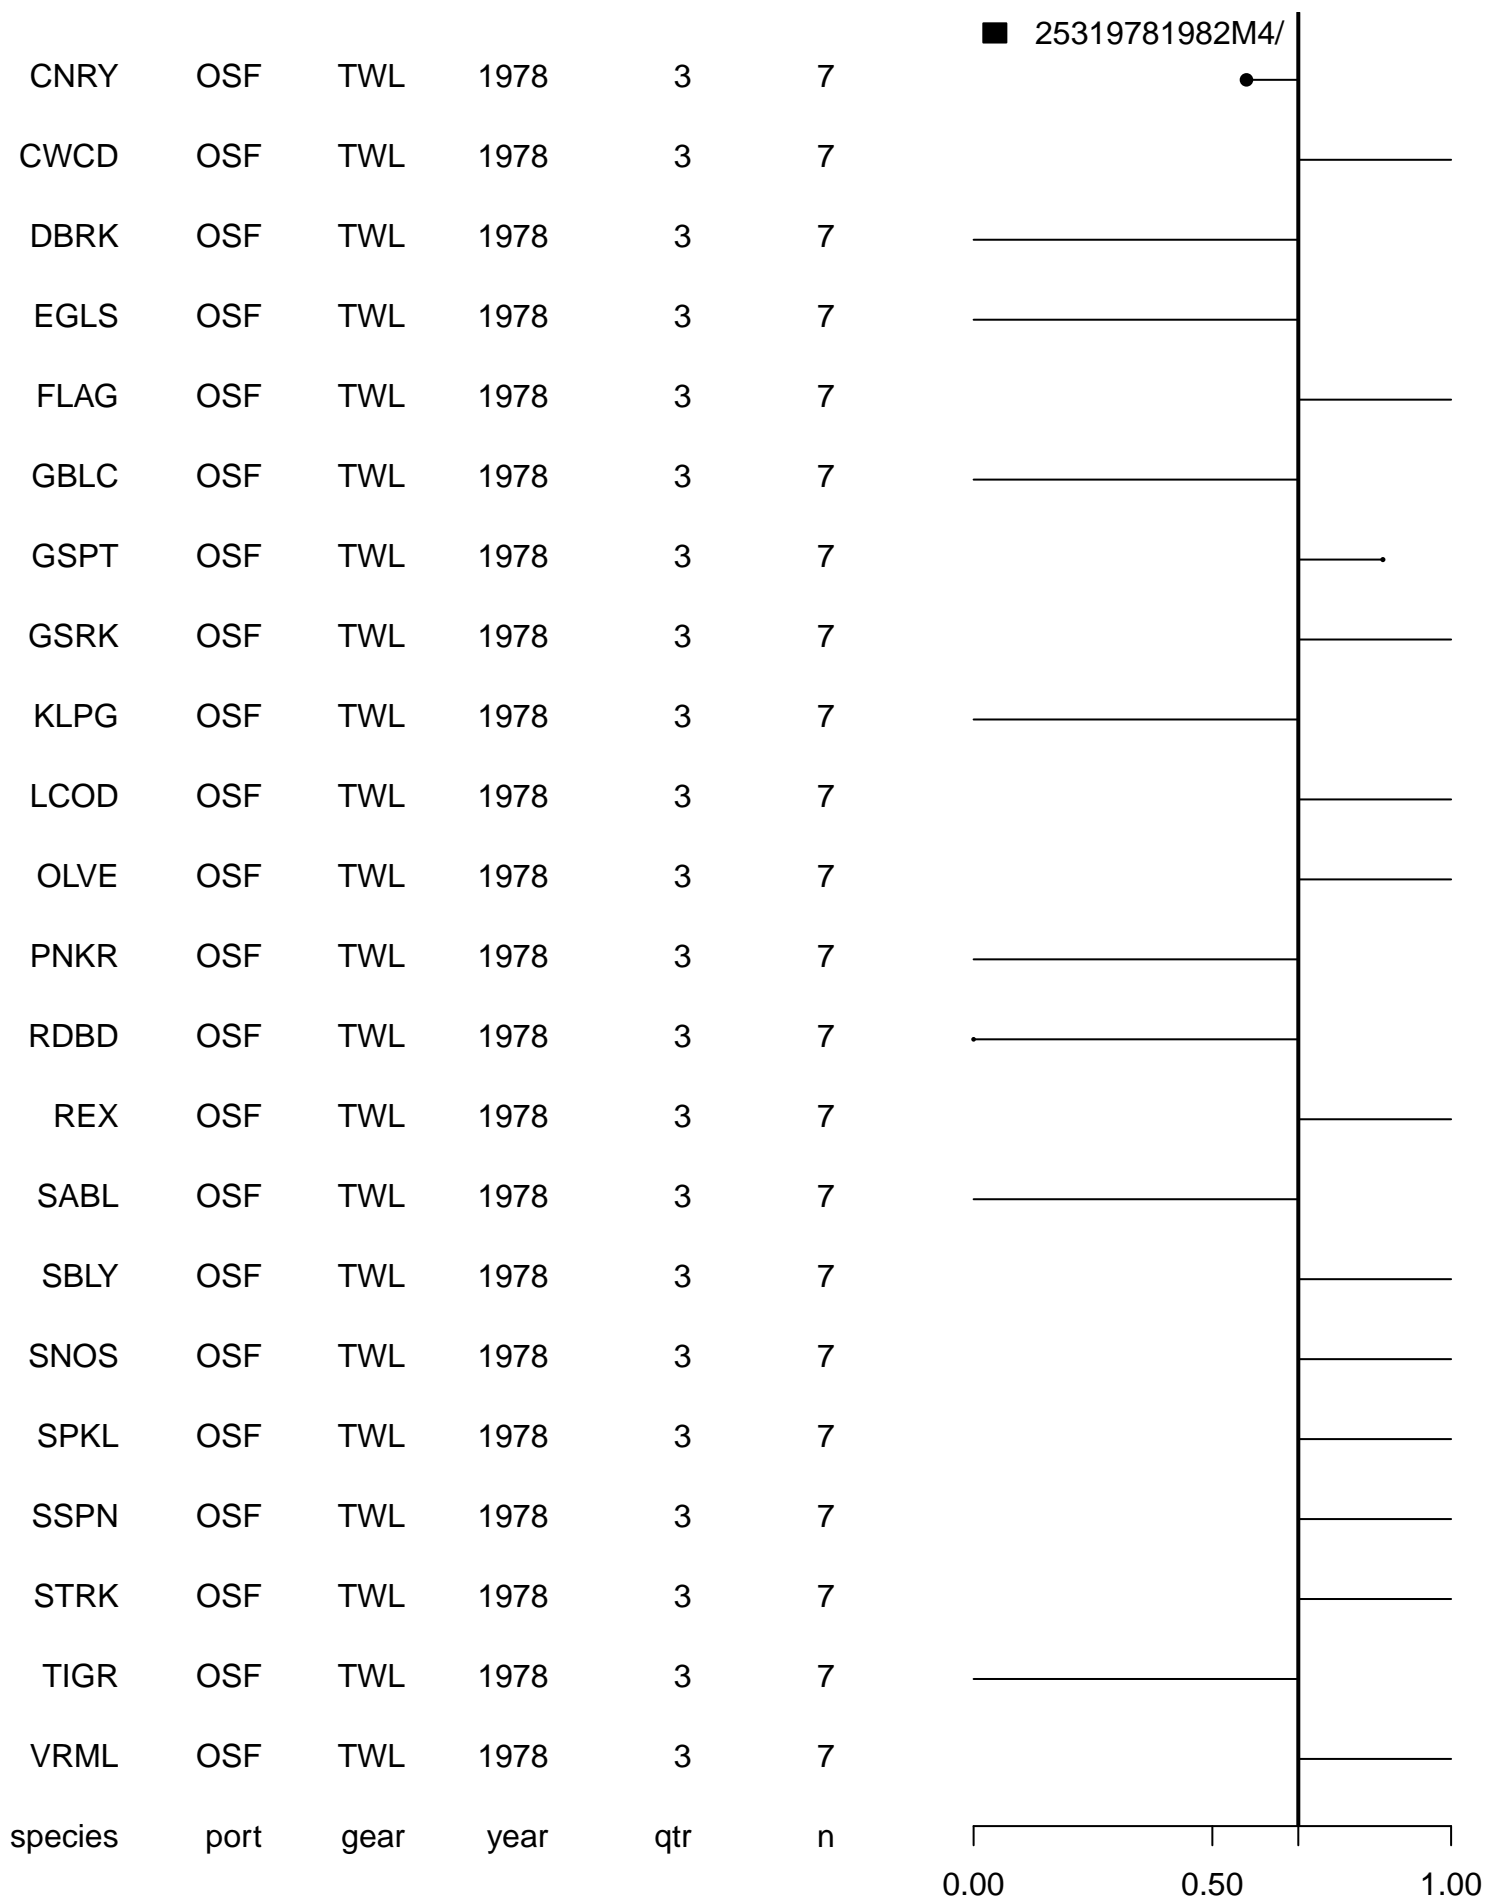 25319781982M4/
CNRY OSF TWL 1978 3 7
CWCD OSF TWL 1978 3 7
DBRK OSF TWL 1978 3 7
EGLS OSF TWL 1978 3 7
FLAG OSF TWL 1978 3 7
GBLC OSF TWL 1978 3 7
GSPT OSF TWL 1978 3 7
GSRK OSF TWL 1978 3 7
KLPG OSF TWL 1978 3 7
LCOD OSF TWL 1978 3 7
OLVE OSF TWL 1978 3 7
PNKR OSF TWL 1978 3 7
RDBD OSF TWL 1978 3 7
REX OSF TWL 1978 3 7
SABL OSF TWL 1978 3 7
SBLY OSF TWL 1978 3 7
SNOS OSF TWL 1978 3 7
SPKL OSF TWL 1978 3 7
SSPN OSF TWL 1978 3 7
STRK OSF TWL 1978 3 7
TIGR OSF TWL 1978 3 7
VRML OSF TWL 1978 3 7
species port gear year qtr n
0.00 0.50 1.00